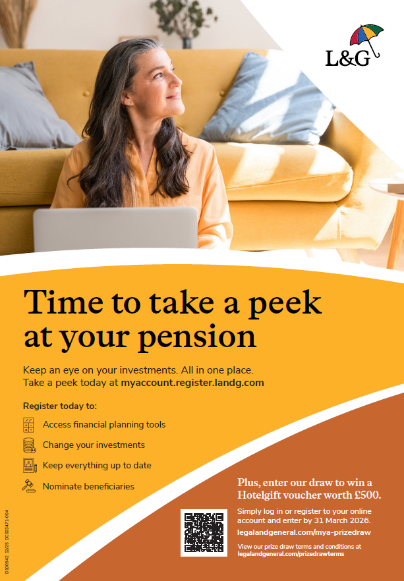 L&G
Time to take a peek
at your pension
Keep an eye on your investments. All in one place.
Take a peek today at myaccount.register.landg.com
Register today to:
Access financial planning tools
Change your investments
Keep everything up to date
Nominate beneficiaries
Plus, enter our draw to win a
Hotelgift voucher worth £500.
Simply log in or register to your online
account and enter by 31 March 2026.
legalandgeneral.com/mya-prizedraw
View our prize draw terms and conditions at
legalandgeneral.com/prizedrawterms